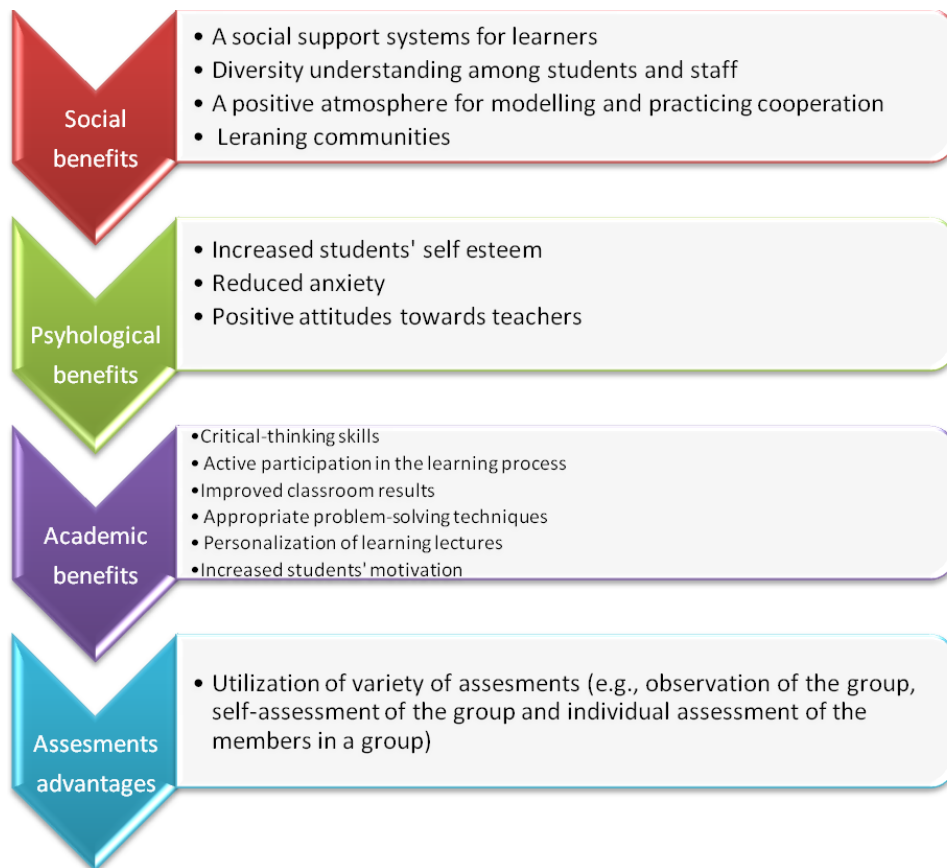 Social
benefits
• A social support systems for learners
• Diversity understanding among students and staff
• A positive atmosphere for modelling and practicing cooperation
• Leraning communities
Psyhological
benefits
• Increased students' self esteem
• Reduced anxiety
• Positive attitudes towards teachers
Academic
benefits
•Critical-thinking skills
• Active participation in the learning process
•Improved classroom results
• Appropriate problem-solving techniques
• Personalization of learning lectures
•Increased students' motivation
Assesments
advantages
• Utilization of variety of assesments (e.g., observation of the group,
self-assessment of the group and individual assessment of the
members in a group)